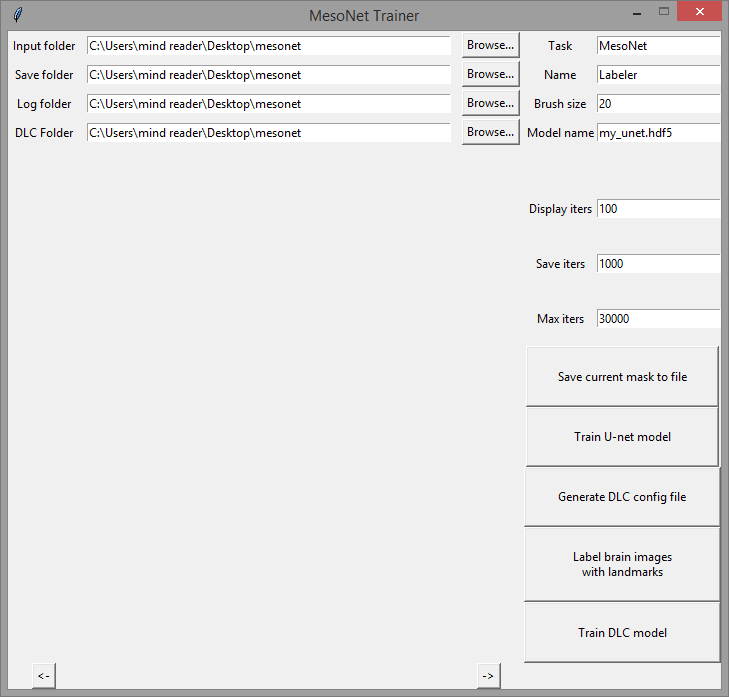 MesoNet Trainer
Input folder C:\Users\mind reader\Desktop\mesonet Browse... Task MesoNet
Save folder C:\Users\mind reader\Desktop\mesonet Browse... Name Labeler
Log folder C:\Users\mind reader\Desktop\mesonet Browse... Brush size 20
DLC Folder C:\Users\mind reader\Desktop\mesonet Browse... Model name my_unet.hdf5
Display iters 100
Save iters 1000
Max iters 30000
Save current mask to file
Train U-net model
Generate DLC config file
Label brain images
with landmarks
Train DLC model
<- ->